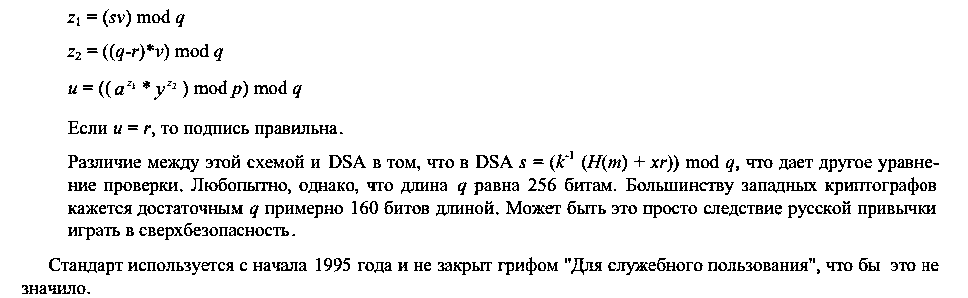 z₁ = (sv) mod q
z₂ = ((q-r)*v) mod q
u = (( a^z₁ * y^z₂ ) mod p) mod q
Если u = r, то подпись правильна.
Различие между этой схемой и DSA в том, что в DSA s = (k⁻¹ (H(m) + xr)) mod q, что дает другое уравне-
ние проверки. Любопытно, однако, что длина q равна 256 битам. Большинству западных криптографов
кажется достаточным q примерно 160 битов длиной. Может быть это просто следствие русской привычки
играть в сверхбезопасность.
Стандарт используется с начала 1995 года и не закрыт грифом "Для служебного пользования", что бы это не
значило.